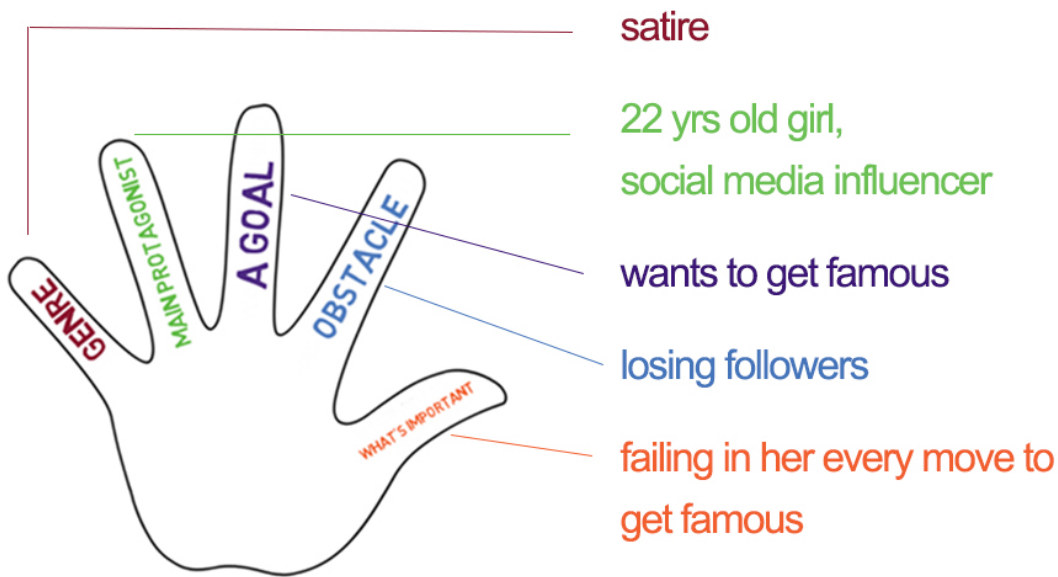 satire
22 yrs old girl,
social media influencer
wants to get famous
losing followers
failing in her every move to
get famous
GENRE
MAIN PROTAGONIST
A GOAL
OBSTACLE
WHAT'S IMPORTANT